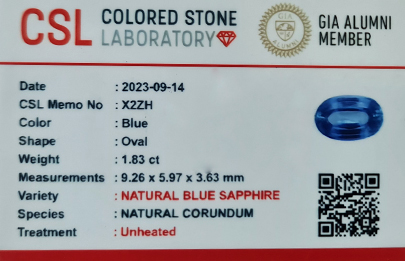 CSL COLORED STONE LABORATORY
GIA ALUMNI MEMBER
GIA
ALUMNI
Date : 2023-09-14
CSL Memo No : X2ZH
Color : Blue
Shape : Oval
Weight : 1.83 ct
Measurements : 9.26 x 5.97 x 3.63 mm
Variety : NATURAL BLUE SAPPHIRE
Species : NATURAL CORUNDUM
Treatment : Unheated